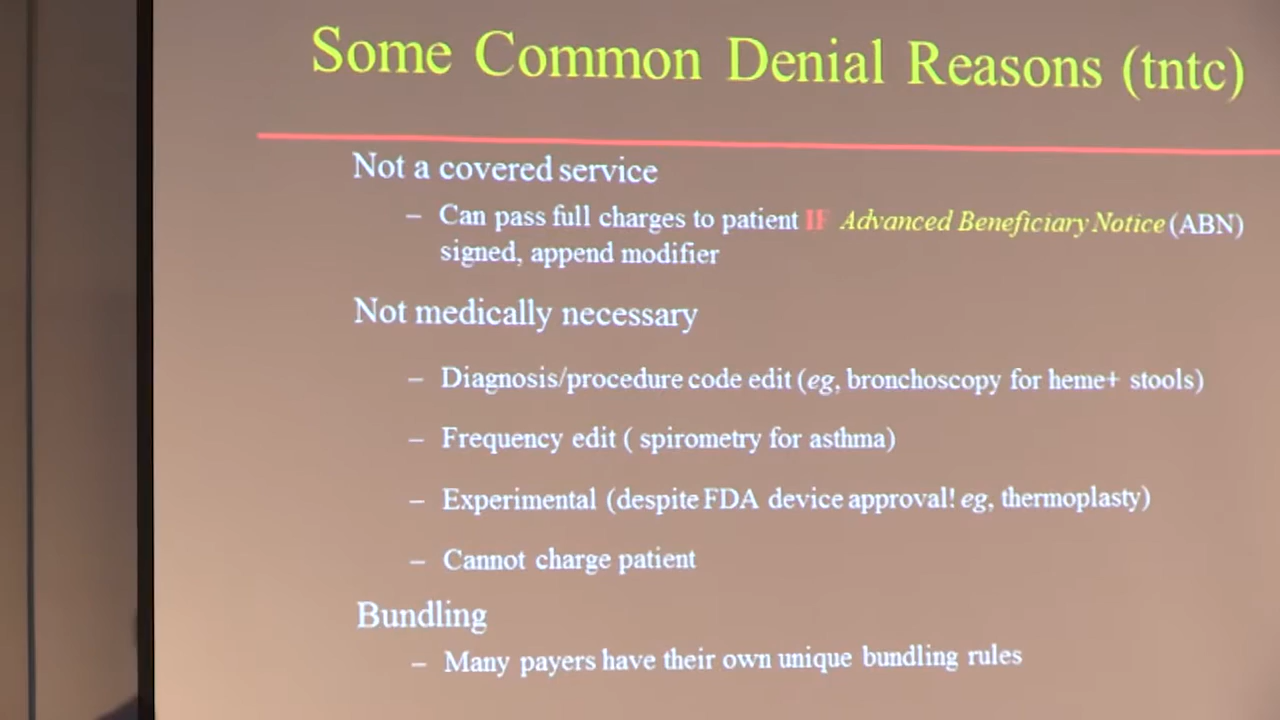 Some Common Denial Reasons (tntc)
Not a covered service
– Can pass full charges to patient IF Advanced Beneficiary Notice (ABN)
signed, append modifier
Not medically necessary
– Diagnosis/procedure code edit (eg, bronchoscopy for heme+ stools)
– Frequency edit ( spirometry for asthma)
– Experimental (despite FDA device approval! eg, thermoplasty)
– Cannot charge patient
Bundling
– Many payers have their own unique bundling rules